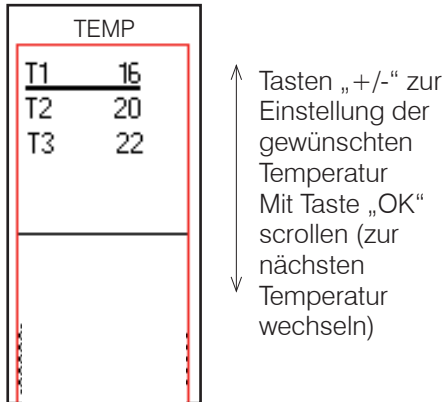 TEMP
T1 16
T2 20
T3 22
Tasten „+/-“ zur
Einstellung der
gewünschten
Temperatur
Mit Taste „OK“
scrollen (zur
nächsten
Temperatur
wechseln)